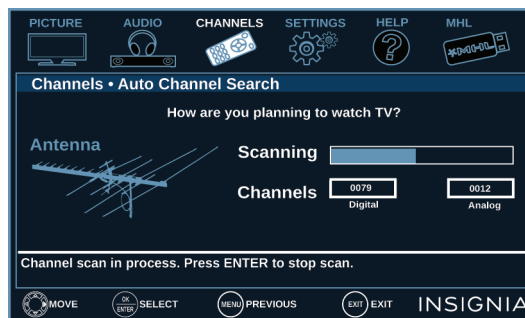 PICTURE AUDIO CHANNELS SETTINGS HELP MHL
MHL
Channels • Auto Channel Search
How are you planning to watch TV?
Antenna
Scanning
Channels 0079 0012
Digital Analog
Channel scan in process. Press ENTER to stop scan.
MOVE OK ENTER SELECT MENU PREVIOUS EXIT EXIT INSIGNIA